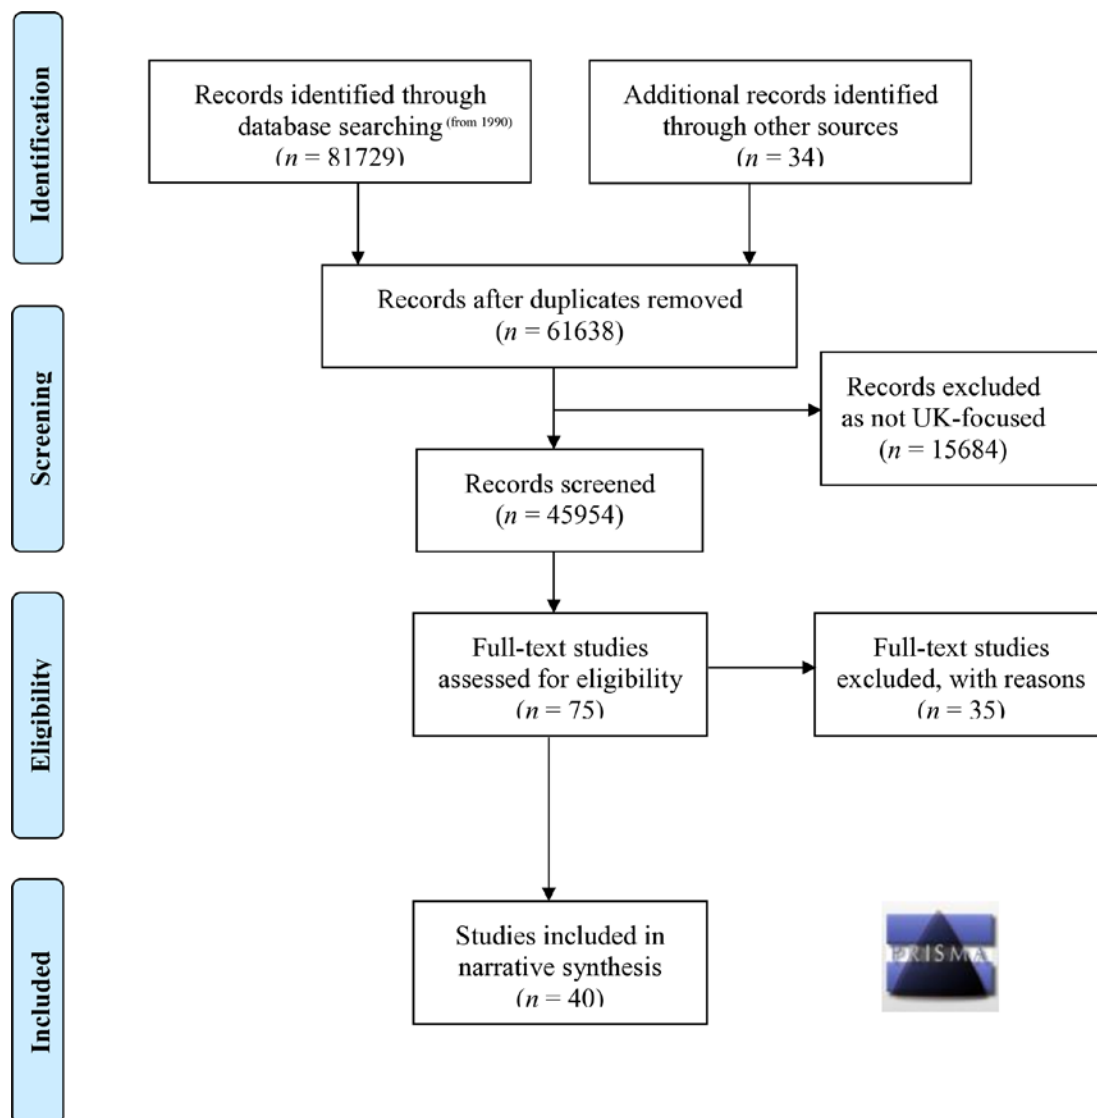 Identification
Records identified through
database searching (from 1990)
(n = 81729)
Additional records identified
through other sources
(n = 34)
Records after duplicates removed
(n = 61638)
Screening
Records excluded
as not UK-focused
(n = 15684)
Records screened
(n = 45954)
Eligibility
Full-text studies
assessed for eligibility
(n = 75)
Full-text studies
excluded, with reasons
(n = 35)
Included
Studies included in
narrative synthesis
(n = 40)
PRISMA